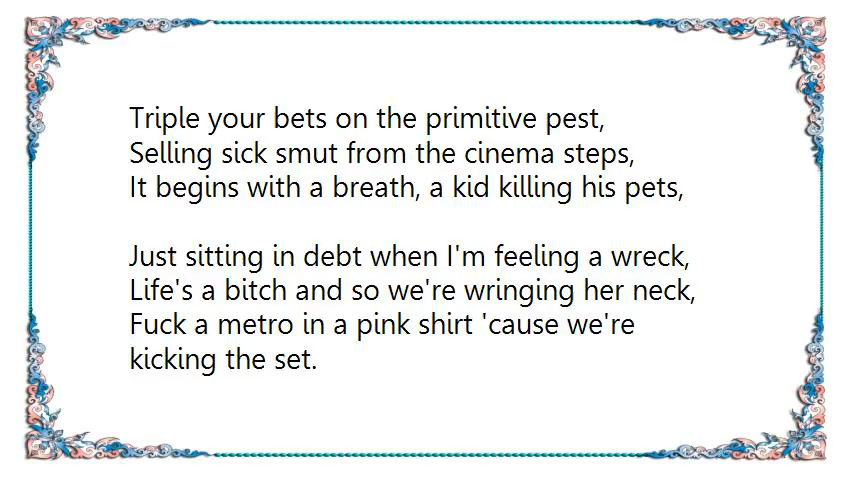 Triple your bets on the primitive pest,
Selling sick smut from the cinema steps,
It begins with a breath, a kid killing his pets,
Just sitting in debt when I'm feeling a wreck,
Life's a bitch and so we're wringing her neck,
Fuck a metro in a pink shirt 'cause we're
kicking the set.